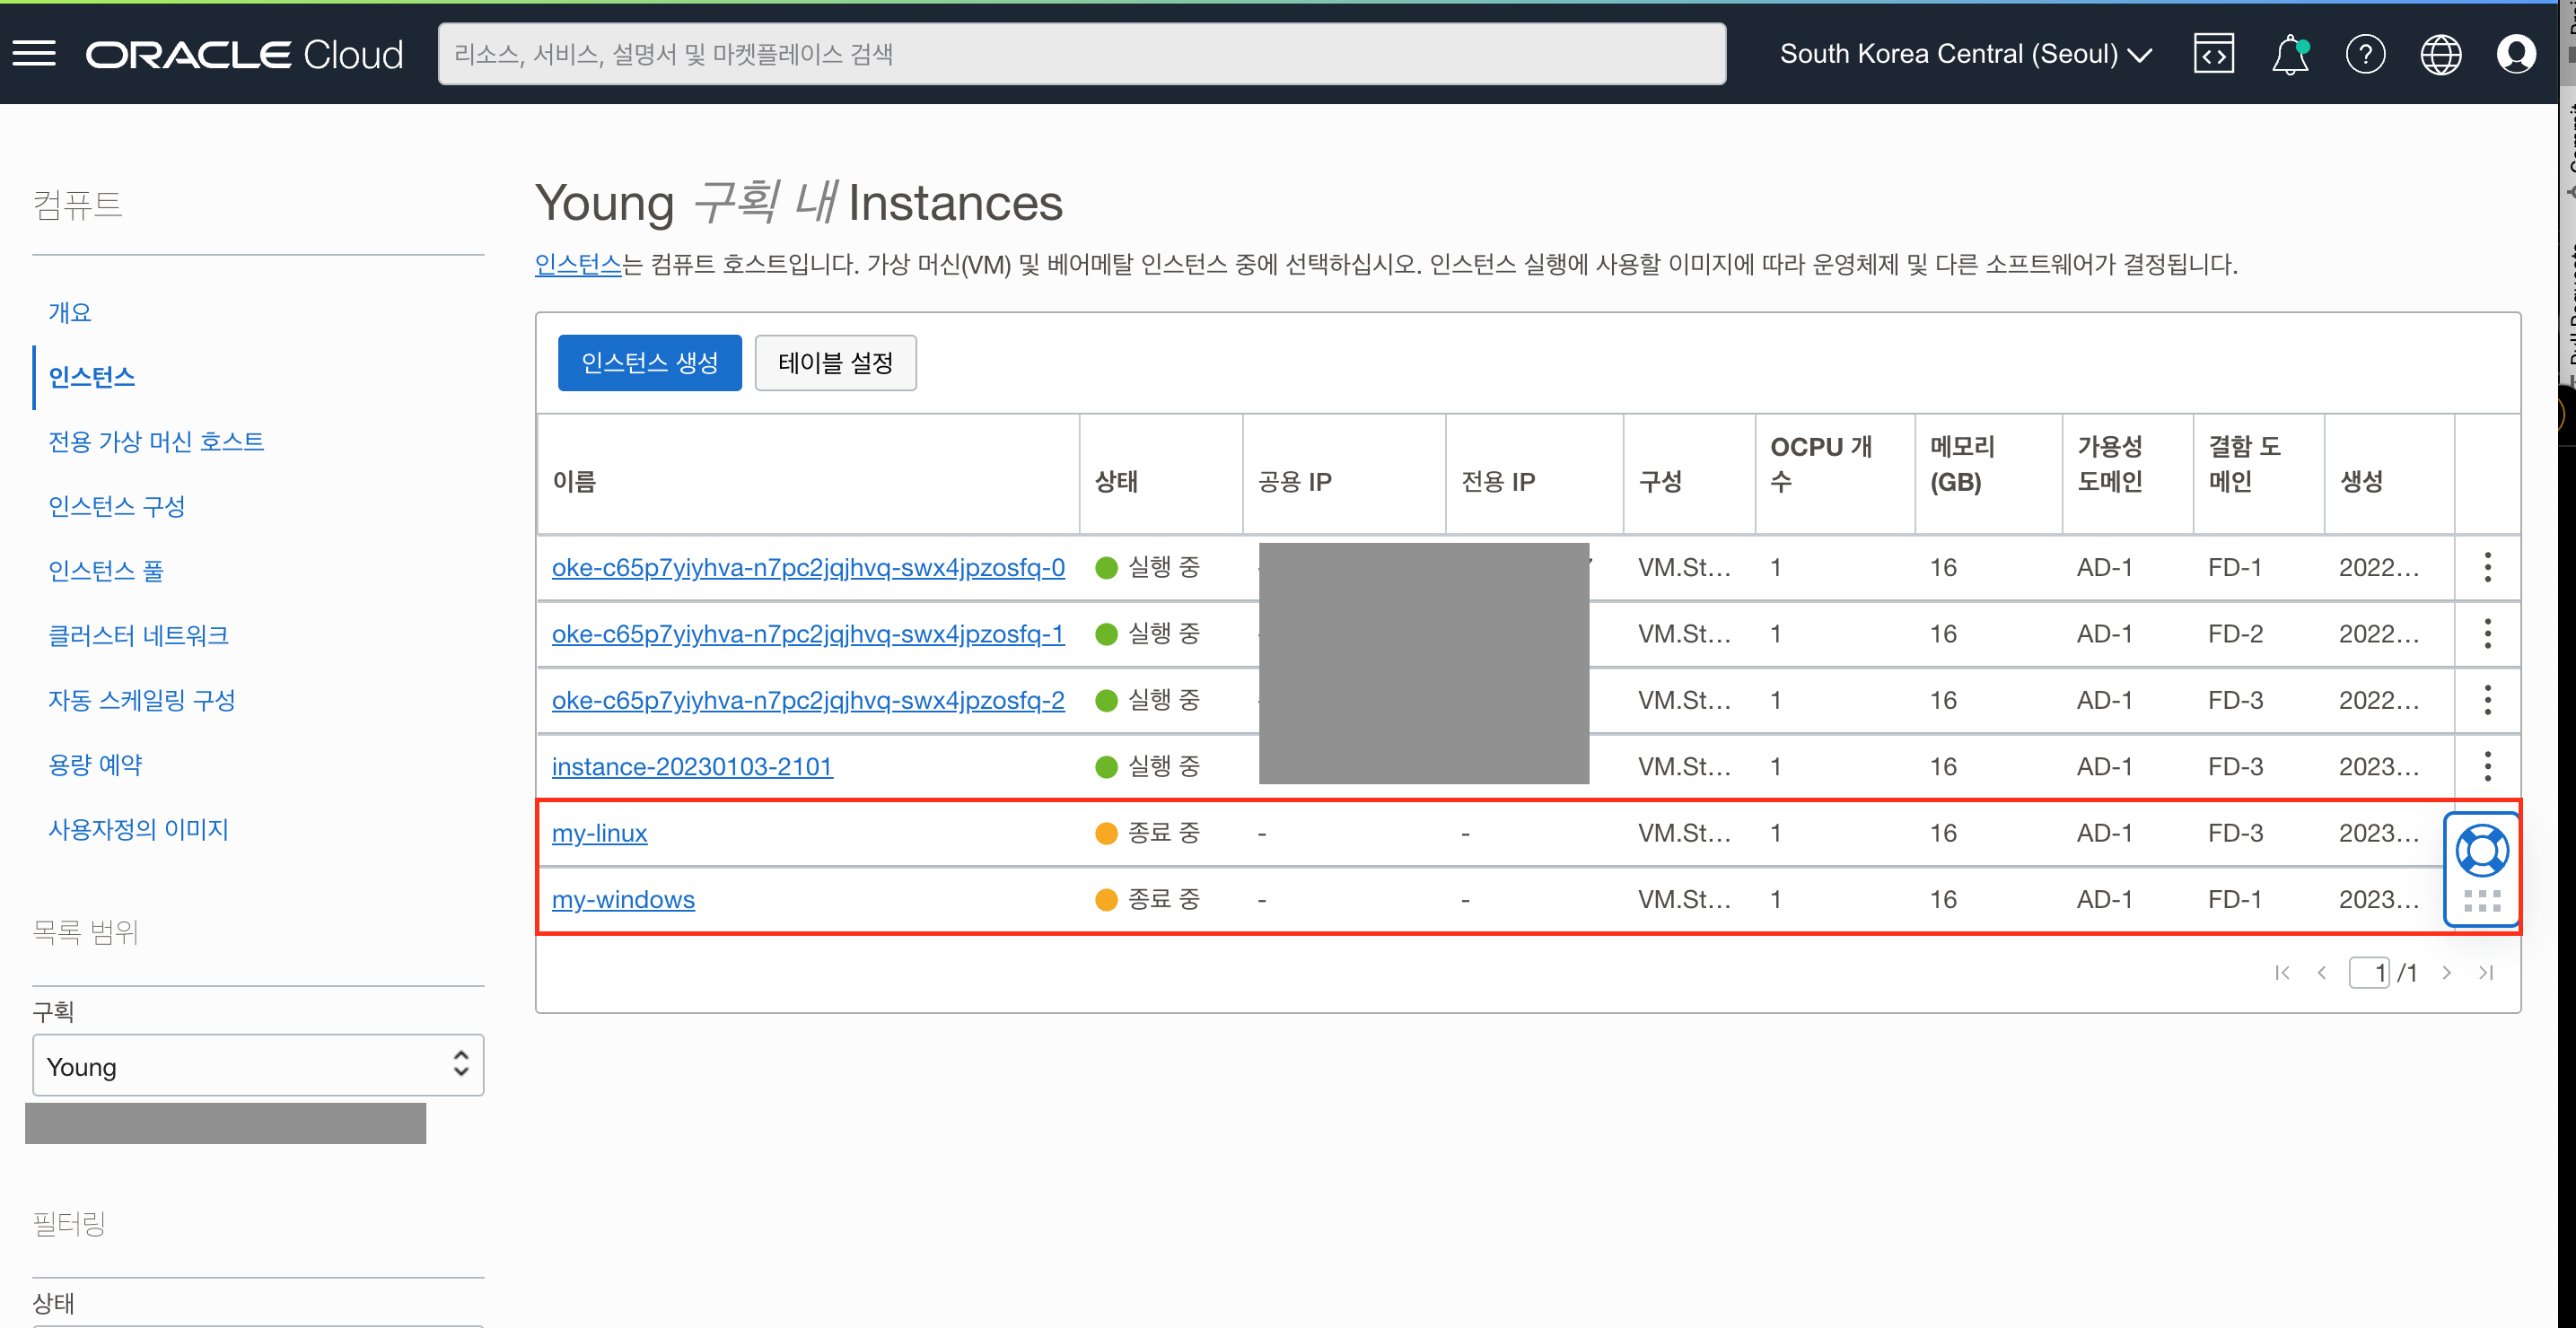 ORACLE Cloud
리소스, 서비스, 설명서 및 마켓플레이스 검색
South Korea Central (Seoul)
컴퓨트
개요
인스턴스
전용 가상 머신 호스트
인스턴스 구성
인스턴스 풀
클러스터 네트워크
자동 스케일링 구성
용량 예약
사용자정의 이미지
목록 범위
구획
Young
필터링
상태
Young 구획 내 Instances
인스턴스는 컴퓨트 호스트입니다. 가상 머신(VM) 및 베어메탈 인스턴스 중에 선택하십시오. 인스턴스 실행에 사용할 이미지에 따라 운영체제 및 다른 소프트웨어가 결정됩니다.
인스턴스 생성 테이블 설정
이름 상태 공용 IP 전용 IP 구성 OCPU 개수 메모리 (GB) 가용성 도메인 결함 도메인 생성
oke-c65p7yiyhva-n7pc2jqjhvq-swx4jpzosfq-0 실행 중 VM.St... 1 16 AD-1 FD-1 2022...
oke-c65p7yiyhva-n7pc2jqjhvq-swx4jpzosfq-1 실행 중 VM.St... 1 16 AD-1 FD-2 2022...
oke-c65p7yiyhva-n7pc2jqjhvq-swx4jpzosfq-2 실행 중 VM.St... 1 16 AD-1 FD-3 2022...
instance-20230103-2101 실행 중 VM.St... 1 16 AD-1 FD-3 2023...
my-linux 종료 중 - - VM.St... 1 16 AD-1 FD-3 2023...
my-windows 종료 중 - - VM.St... 1 16 AD-1 FD-1 2023...
1 /1